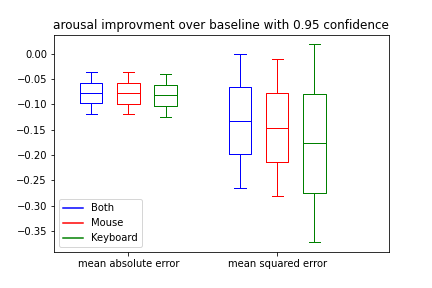 arousal improvment over baseline with 0.95 confidence
0.00
−0.05
−0.10
−0.15
−0.20
−0.25
−0.30
−0.35
Both
Mouse
Keyboard
mean absolute error
mean squared error